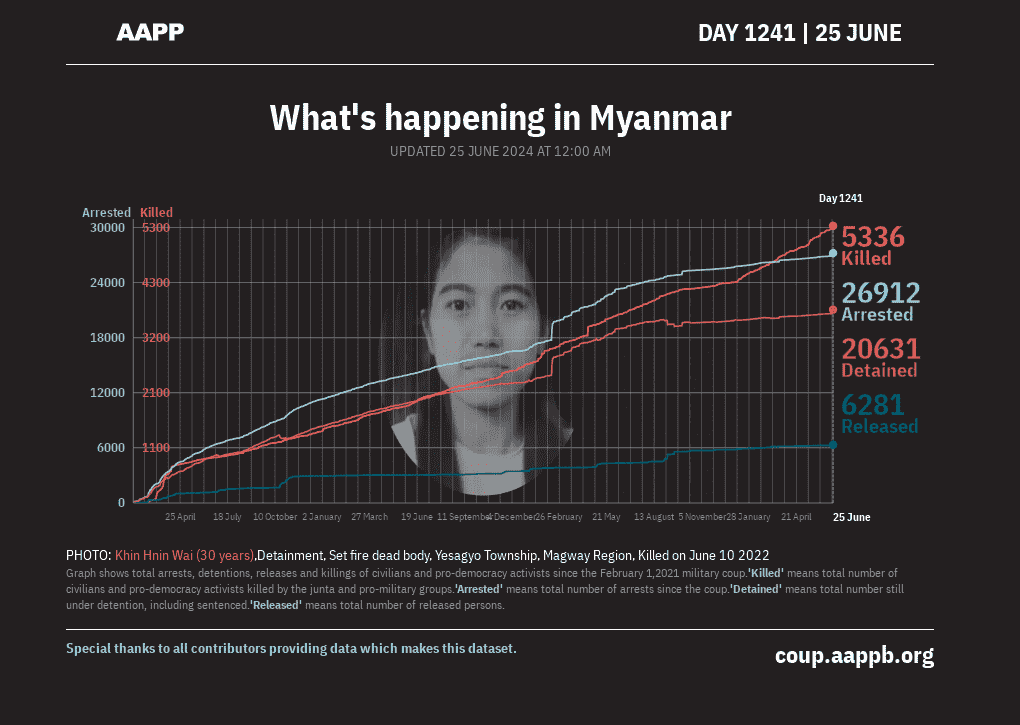 AAPP
DAY 1241 | 25 JUNE
What's happening in Myanmar
UPDATED 25 JUNE 2024 AT 12:00 AM
Day 1241
Arrested Killed
30000 5300
24000 4300
18000 3200
12000 2100
6000 1100
0
5336
Killed
26912
Arrested
20631
Detained
6281
Released
25 April 18 July 10 October 2 January 27 March 19 June 11 September 4 December 26 February 21 May 13 August 5 November 28 January 21 April 25 June
PHOTO: Khin Hnin Wai (30 years),Detainment, Set fire dead body, Yesagyo Township, Magway Region, Killed on June 10 2022
Graph shows total arrests, detentions, releases and killings of civilians and pro-democracy activists since the February 1,2021 military coup.'Killed' means total number of
civilians and pro-democracy activists killed by the junta and pro-military groups.'Arrested' means total number of arrests since the coup.'Detained' means total number still
under detention, including sentenced.'Released' means total number of released persons.
Special thanks to all contributors providing data which makes this dataset.
coup.aappb.org